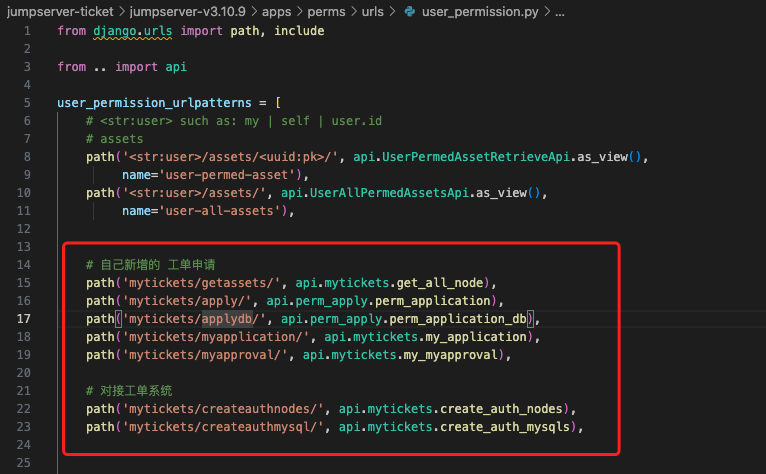 jumpserver-ticket > jumpserver-v3.10.9 > apps > perms > urls > user_permission.py > ...
1 from django.urls import path, include
2
3 from .. import api
4
5 user_permission_urlpatterns = [
6 # <str:user> such as: my | self | user.id
7 # assets
8 path('<str:user>/assets/<uuid:pk>/', api.UserPermedAssetRetrieveApi.as_view(),
9 name='user-permed-asset'),
10 path('<str:user>/assets/', api.UserAllPermedAssetsApi.as_view(),
11 name='user-all-assets'),
12
13
14 # 自己新增的 工单申请
15 path('mytickets/getassets/', api.mytickets.get_all_node),
16 path('mytickets/apply/', api.perm_apply.perm_application),
17 path('mytickets/applydb/', api.perm_apply.perm_application_db),
18 path('mytickets/myapplication/', api.mytickets.my_application),
19 path('mytickets/myapproval/', api.mytickets.my_myapproval),
20
21 # 对接工单系统
22 path('mytickets/createauthnodes/', api.mytickets.create_auth_nodes),
23 path('mytickets/createauthmysql/', api.mytickets.create_auth_mysqls),
24
25